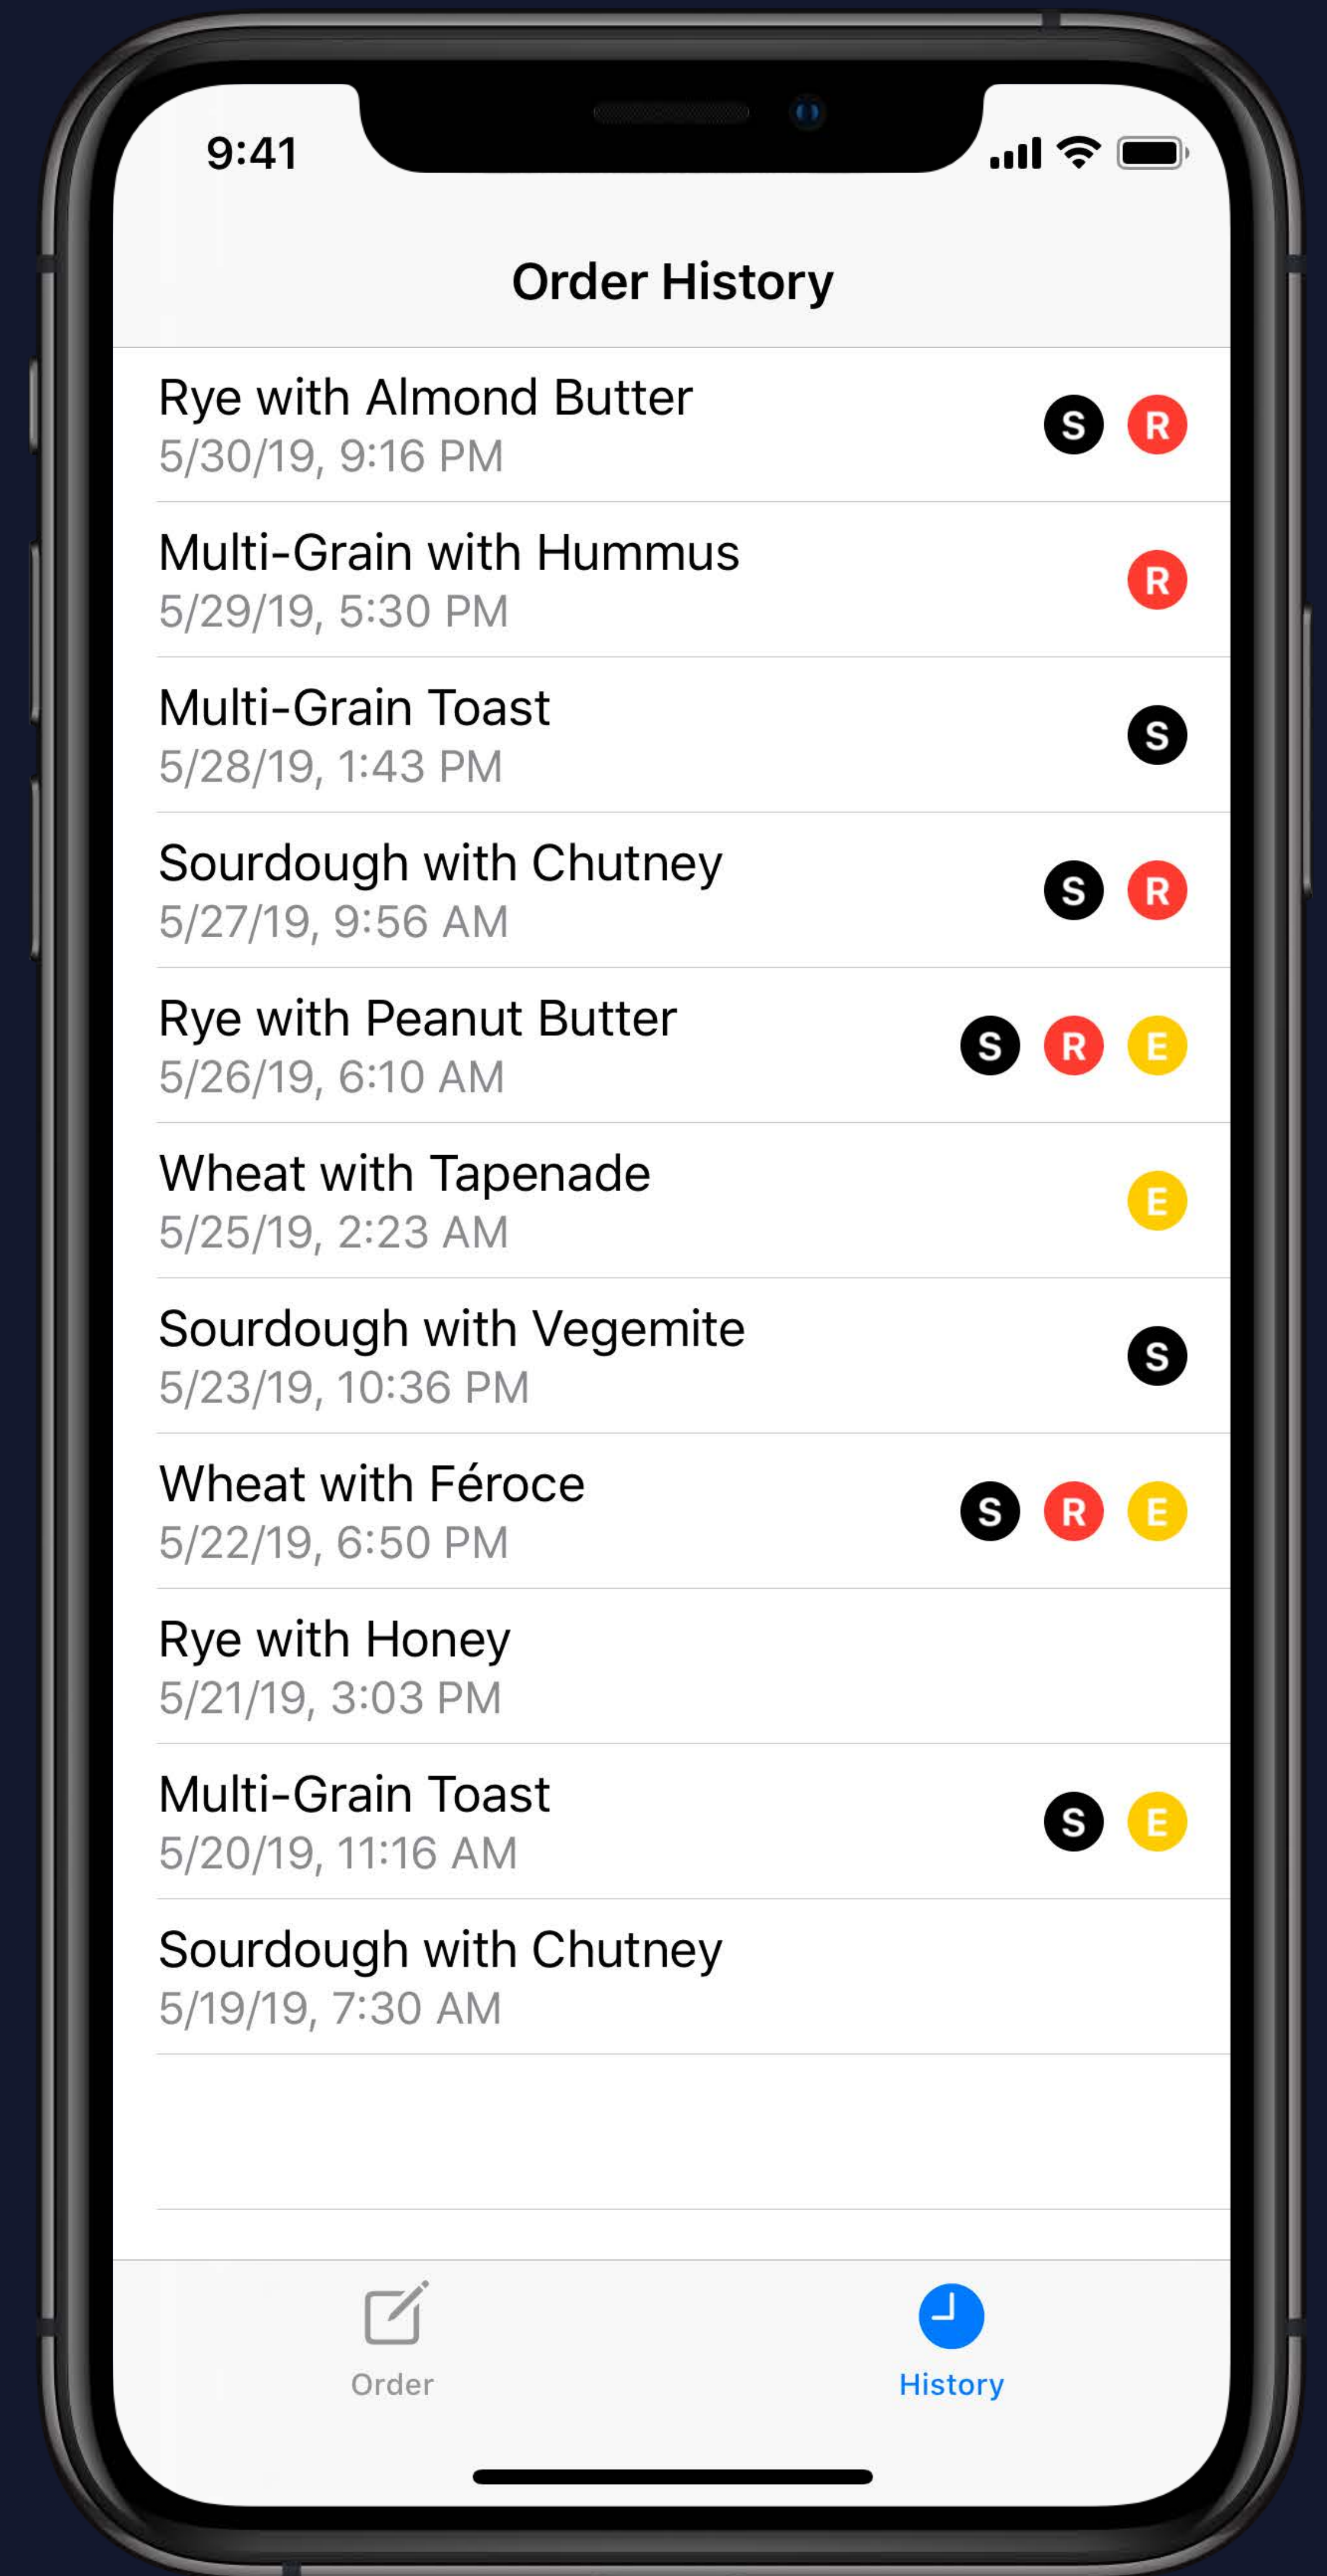 9:41
Order History
Rye with Almond Butter
5/30/19, 9:16 PM
S R
Multi-Grain with Hummus
5/29/19, 5:30 PM
R
Multi-Grain Toast
5/28/19, 1:43 PM
S
Sourdough with Chutney
5/27/19, 9:56 AM
S R
Rye with Peanut Butter
5/26/19, 6:10 AM
S R E
Wheat with Tapenade
5/25/19, 2:23 AM
E
Sourdough with Vegemite
5/23/19, 10:36 PM
S
Wheat with Féroce
5/22/19, 6:50 PM
S R E
Rye with Honey
5/21/19, 3:03 PM
Multi-Grain Toast
5/20/19, 11:16 AM
S E
Sourdough with Chutney
5/19/19, 7:30 AM
Order
History